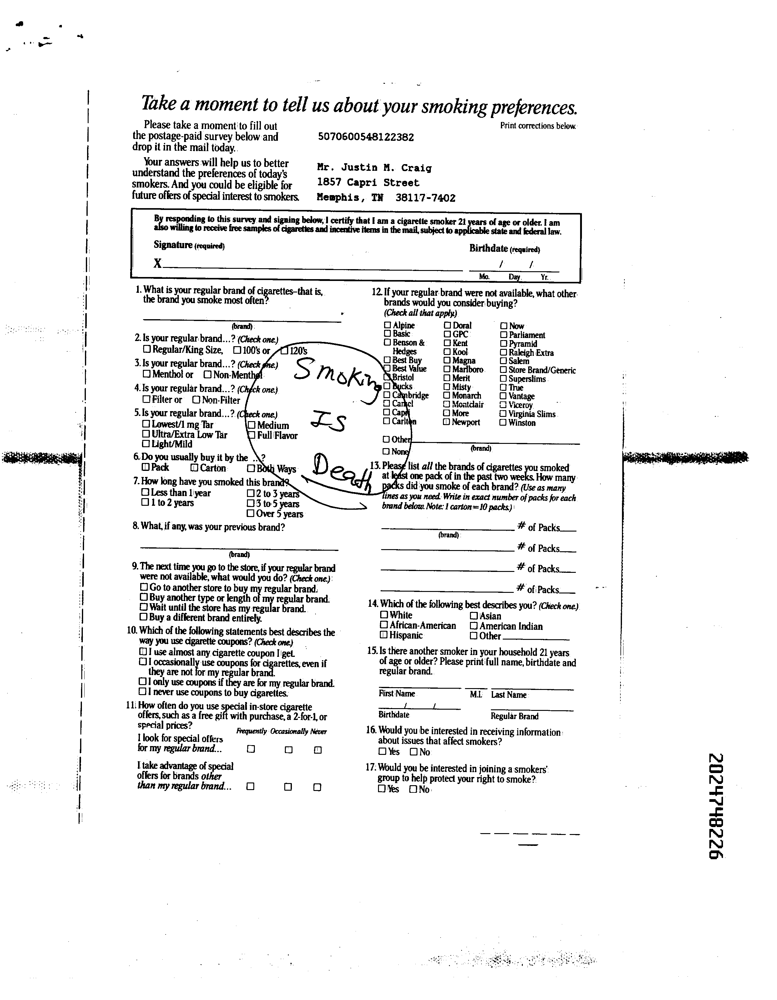 Take a moment to tell us about your smoking preferences.
Please take a moment to fill out
the postage-paid survey below and
drop it in the mail today.
Your answers will help us to better
understand the preferences of today's
smokers. And you could be eligible for
future offers of special interest to smokers.
Print corrections below.
5070600548122382
Mr. Justin M. Craig
1857 Capri Street
Memphis, TN 38117-7402
By responding to this survey and signing below, I certify that I am a cigarette smoker 21 years of age or older. I am
also willing to receive free samples of cigarettes and incentive items in the mail, subject to applicable state and federal law.
Signature (required)
Birthdate (required)
X
/ /
Mo. Day Yr.
1. What is your regular brand of cigarettes–that is,
the brand you smoke most often?
(brand)
2. Is your regular brand...? (Check one.)
☐ Regular/King Size, ☐ 100's or ☐ 120's
3. Is your regular brand...? (Check one.)
☐ Menthol or ☐ Non-Menthol
4. Is your regular brand...? (Check one.)
☐ Filter or ☐ Non-Filter
5. Is your regular brand...? (Check one.)
☐ Lowest/1 mg Tar ☐ Medium
☐ Ultra/Extra Low Tar ☐ Full Flavor
☐ Light/Mild
6. Do you usually buy it by the ...?
☐ Pack ☐ Carton ☐ Both Ways
7. How long have you smoked this brand?
☐ Less than 1 year ☐ 2 to 3 years
☐ 1 to 2 years ☐ 3 to 5 years
☐ Over 5 years
Smoking
IS
Death
8. What, if any, was your previous brand?
(brand)
9. The next time you go to the store, if your regular brand
were not available, what would you do? (Check one.)
☐ Go to another store to buy my regular brand.
☐ Buy another type or length of my regular brand.
☐ Wait until the store has my regular brand.
☐ Buy a different brand entirely.
10. Which of the following statements best describes the
way you use cigarette coupons? (Check one.)
☐ I use almost any cigarette coupon I get.
☐ I occasionally use coupons for cigarettes, even if
they are not for my regular brand.
☐ I only use coupons if they are for my regular brand.
☐ I never use coupons to buy cigarettes.
11. How often do you use special in-store cigarette
offers, such as a free gift with purchase, a 2-for-1, or
special prices?
Frequently Occasionally Never
I look for special offers
for my regular brand... ☐ ☐ ☐
I take advantage of special
offers for brands other
than my regular brand... ☐ ☐ ☐
12. If your regular brand were not available, what other
brands would you consider buying?
(Check all that apply)
☐ Alpine ☐ Doral ☐ Now
☐ Basic ☐ GPC ☐ Parliament
☐ Benson & ☐ Kent ☐ Pyramid
Hedges ☐ Kool ☐ Raleigh Extra
☐ Best Buy ☐ Magna ☐ Salem
☐ Best Value ☐ Marlboro ☐ Store Brand/Generic
☐ Bristol ☐ Merit ☐ Superslims
☐ Bucks ☐ Misty ☐ True
☐ Cambridge ☐ Monarch ☐ Vantage
☐ Camel ☐ Montclair ☐ Viceroy
☐ Capri ☐ More ☐ Virginia Slims
☐ Carlton ☐ Newport ☐ Winston
☐ Other
☐ None (brand)
13. Please list all the brands of cigarettes you smoked
at least one pack of in the past two weeks. How many
packs did you smoke of each brand? (Use as many
lines as you need. Write in exact number of packs for each
brand below. Note: 1 carton = 10 packs.)
# of Packs
(brand)
# of Packs
# of Packs
# of Packs
14. Which of the following best describes you? (Check one.)
☐ White ☐ Asian
☐ African-American ☐ American Indian
☐ Hispanic ☐ Other
15. Is there another smoker in your household 21 years
of age or older? Please print full name, birthdate and
regular brand.
First Name M.I. Last Name
/ /
Birthdate Regular Brand
16. Would you be interested in receiving information
about issues that affect smokers?
☐ Yes ☐ No
17. Would you be interested in joining a smokers'
group to help protect your right to smoke?
☐ Yes ☐ No
2024748226